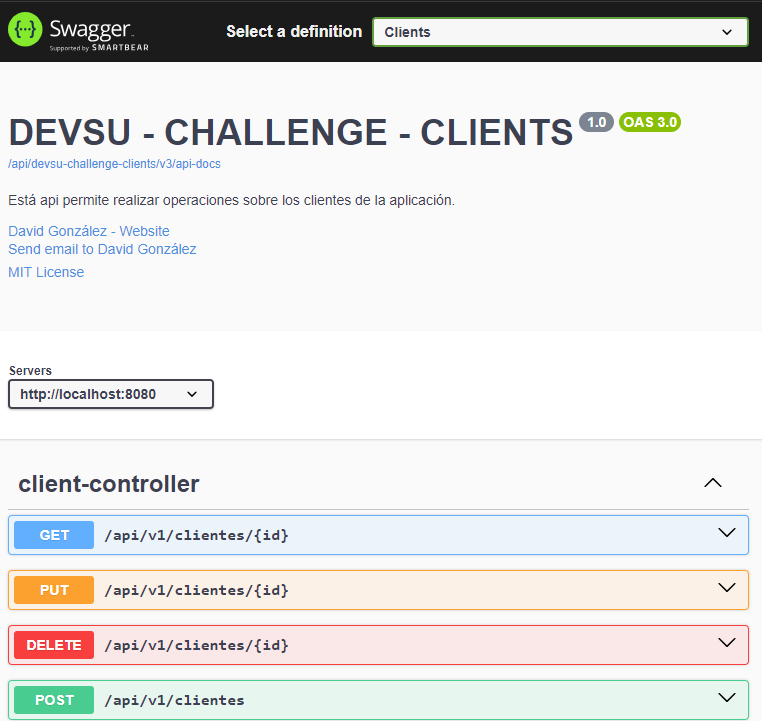 Swagger
Supported by SMARTBEAR
Select a definition
Clients
DEVSU - CHALLENGE - CLIENTS 1.0 OAS 3.0
/api/devsu-challenge-clients/v3/api-docs
Está api permite realizar operaciones sobre los clientes de la aplicación.
David González - Website
Send email to David González
MIT License
Servers
http://localhost:8080
client-controller
GET /api/v1/clientes/{id}
PUT /api/v1/clientes/{id}
DELETE /api/v1/clientes/{id}
POST /api/v1/clientes